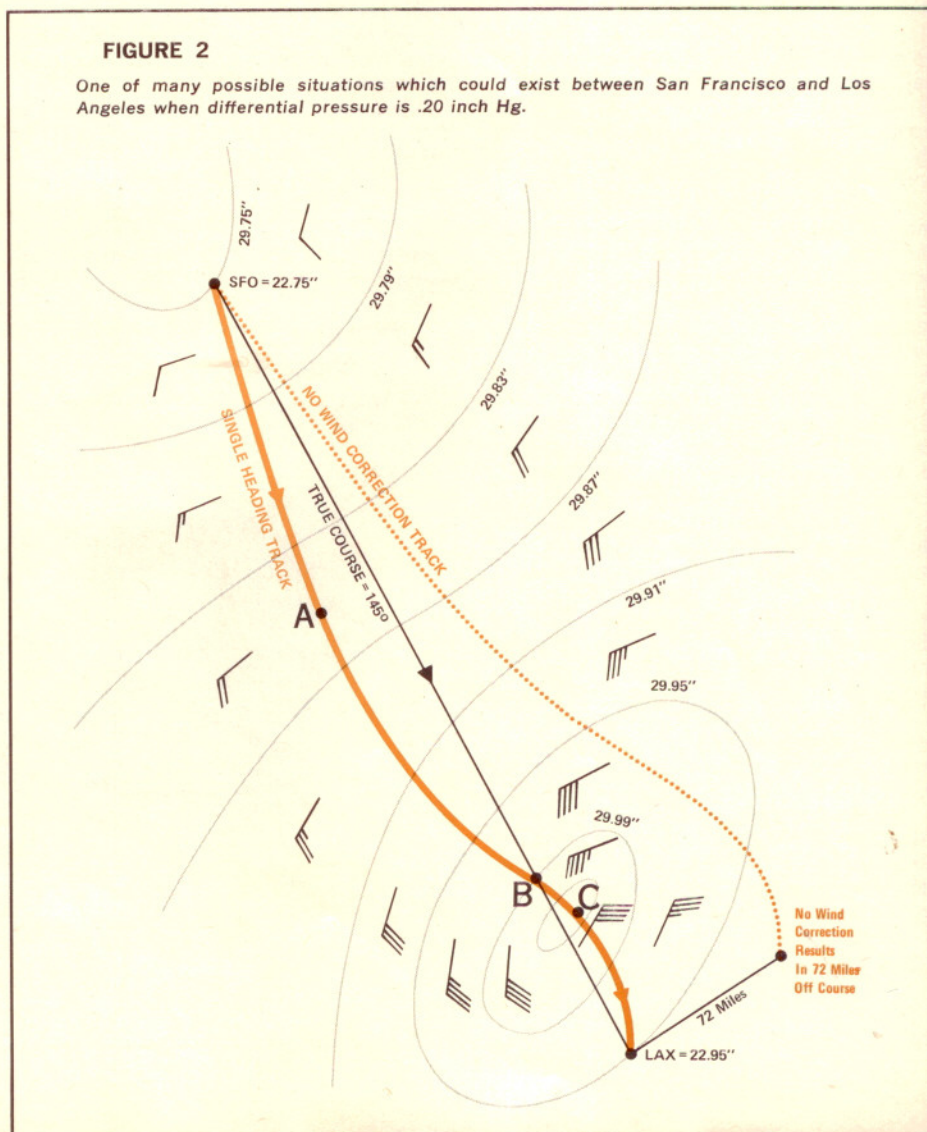 FIGURE 2
One of many possible situations which could exist between San Francisco and Los
Angeles when differential pressure is .20 inch Hg.
29.75"
SFO = 22.75"
29.79"
29.83"
NO WIND CORRECTION TRACK
SINGLE HEADING TRACK
TRUE COURSE = 145º
29.87"
A
29.91"
29.95"
29.99"
B
C
No Wind
Correction
Results
In 72 Miles
Off Course
72 Miles
LAX = 22.95"